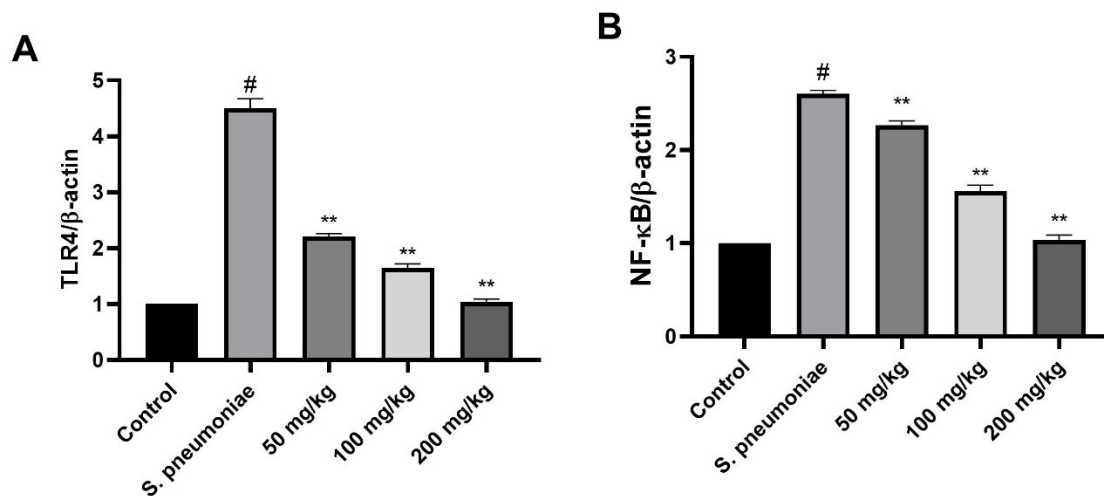 A
TLR4/β-actin
5
4
3
2
1
0
#
**
**
**
Control
S. pneumoniae
50 mg/kg
100 mg/kg
200 mg/kg
B
NF-κB/β-actin
3
2
1
0
#
**
**
**
Control
S. pneumoniae
50 mg/kg
100 mg/kg
200 mg/kg